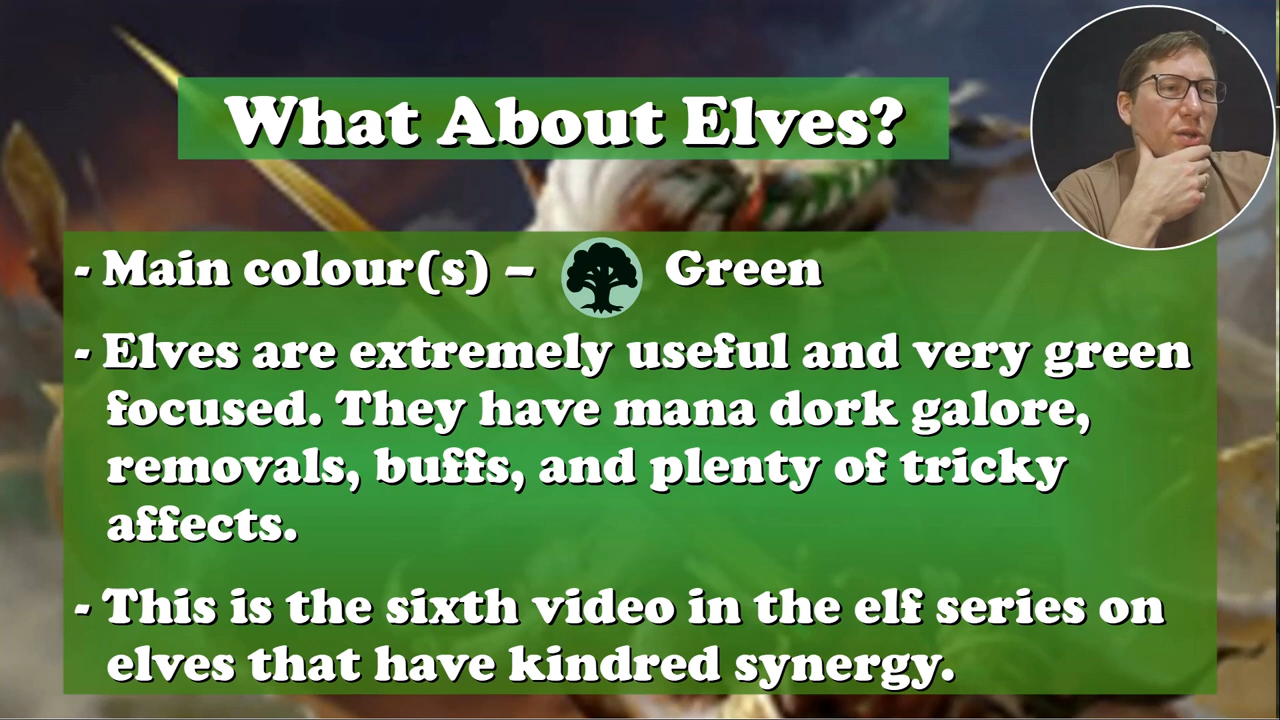 What About Elves?
- Main colour(s) – Green
- Elves are extremely useful and very green
focused. They have mana dork galore,
removals, buffs, and plenty of tricky
affects.
- This is the sixth video in the elf series on
elves that have kindred synergy.